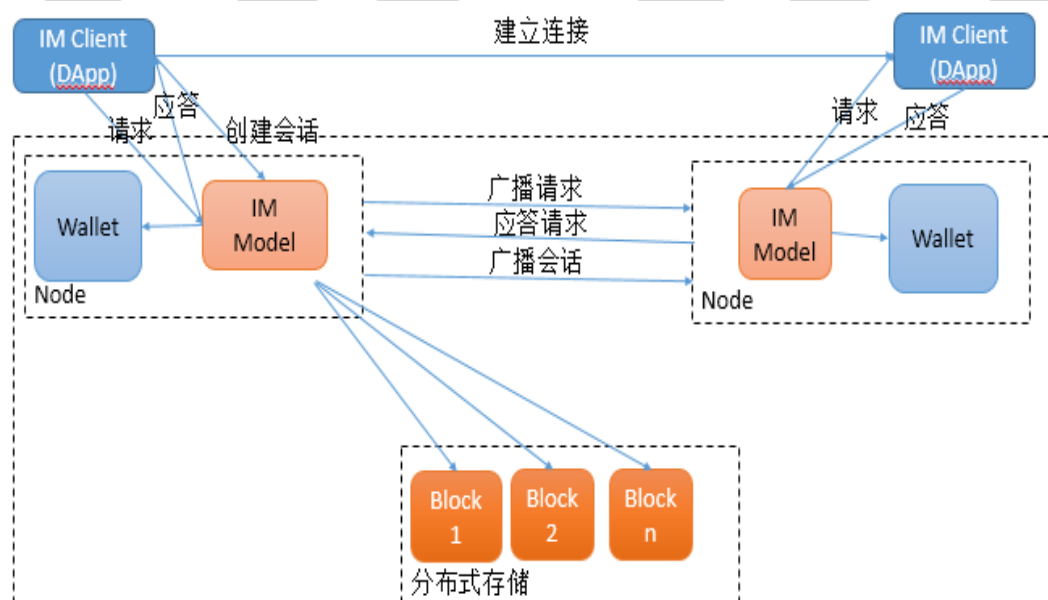 IM Client
(DApp)
建立连接
IM Client
(DApp)
请求
应答
创建会话
请求
应答
Wallet
IM
Model
Node
广播请求
应答请求
广播会话
IM
Model
Wallet
Node
Block
1
Block
2
Block
n
分布式存储